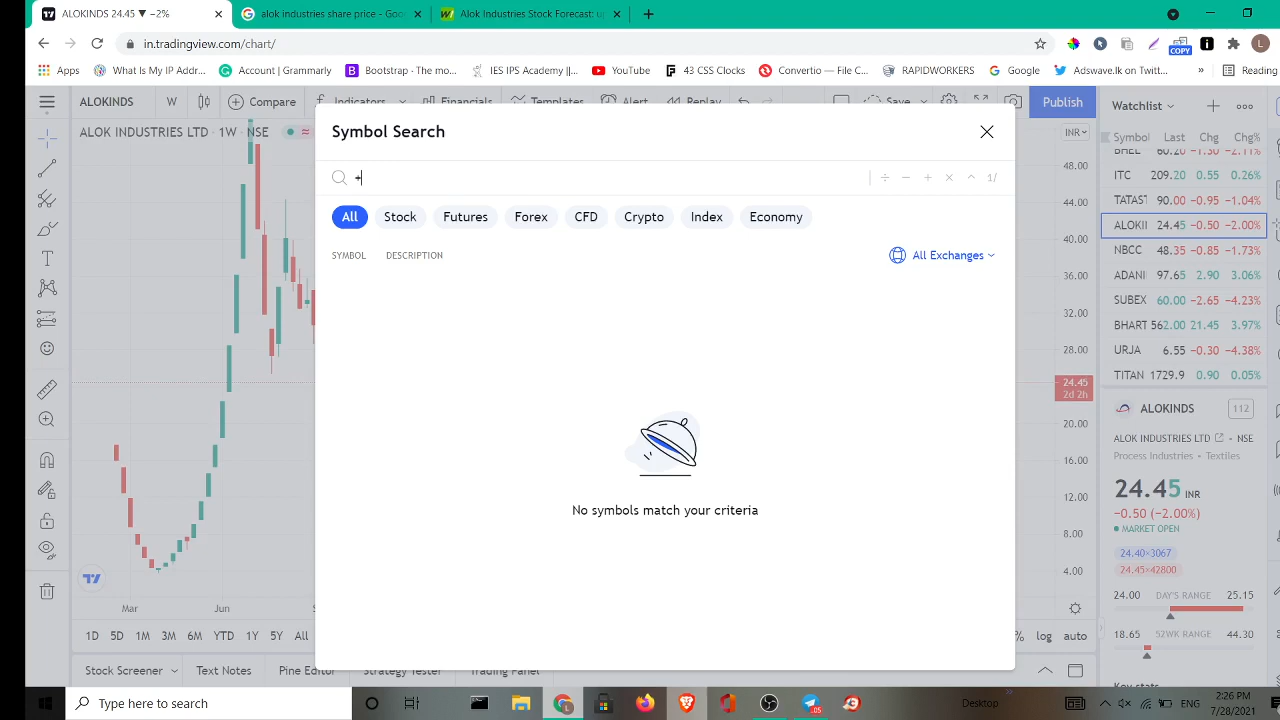 ALOKINDS 24.45 ▼ −2%
alok industries share price - Goo
Alok Industries Stock Forecast: up
in.tradingview.com/chart/
COPY
L
Apps
What Is My IP Addr...
Account | Grammarly
Bootstrap · The mo...
IES IPS Academy ||...
YouTube
43 CSS Clocks
Convertio — File C...
RAPIDWORKERS
Google
Adswave.lk on Twitt...
Reading
ALOKINDS
W
Compare
Indicators
Financials
Templates
Alert
Replay
Save
Publish
Watchlist
ALOK INDUSTRIES LTD · 1W · NSE
Symbol Search
+
÷ − + × ^ 1/
All
Stock
Futures
Forex
CFD
Crypto
Index
Economy
SYMBOL DESCRIPTION
All Exchanges
No symbols match your criteria
INR
48.00
44.00
40.00
36.00
32.00
28.00
24.45
2d 2h
20.00
16.00
12.00
8.00
4.00
Mar
Jun
S
Symbol Last Chg Chg%
BHEL 60.20 −1.30 −2.11%
ITC 209.20 0.55 0.26%
TATAST 90.00 −0.95 −1.04%
ALOKII 24.45 −0.50 −2.00%
NBCC 48.35 −0.85 −1.73%
ADANI 97.65 2.90 3.06%
SUBEX 60.00 −2.65 −4.23%
BHART 562.00 21.45 3.97%
URJA 6.55 −0.30 −4.38%
TITAN 1729.9 0.90 0.05%
ALOKINDS
112
ALOK INDUSTRIES LTD · NSE
Process Industries · Textiles
24.45 INR
−0.50 (−2.00%)
MARKET OPEN
24.40×3067
24.45×42800
24.00 DAY'S RANGE 25.15
18.65 52WK RANGE 44.30
Key stats
1D 5D 1M 3M 6M YTD 1Y 5Y All
% log auto
Stock Screener
Text Notes
Pine Editor
Strategy Tester
Trading Panel
Type here to search
.05
Desktop
2:26 PM
7/28/2021